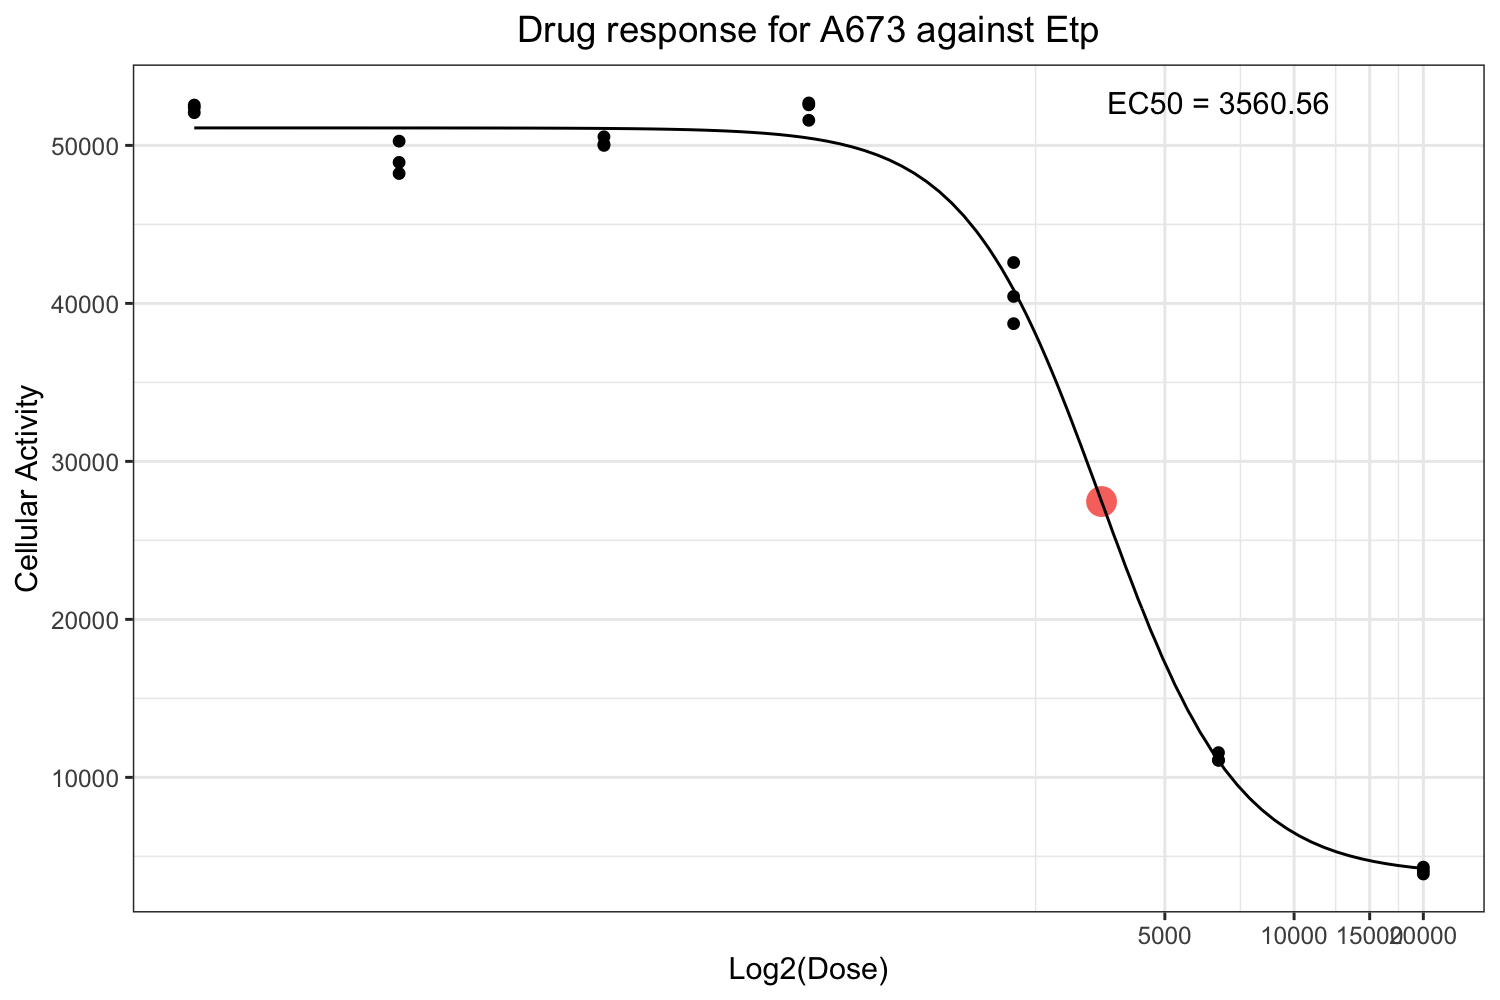 Drug response for A673 against Etp
EC50 = 3560.56
50000
40000
30000
20000
10000
Cellular Activity
5000 10000 15000 20000
Log2(Dose)